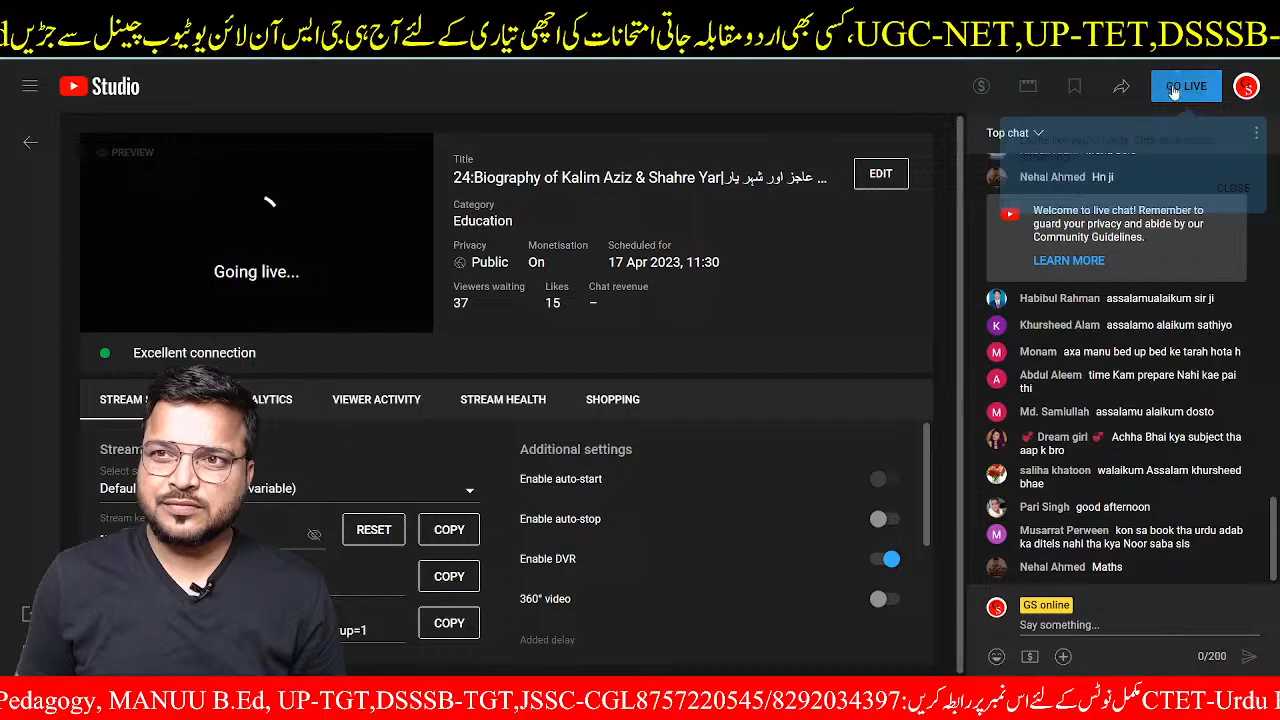 UGC-NET,UP-TET,DSSSB- کسی بھی اردو مقابلہ جاتی امتحانات کی اچھی تیاری کے لئے آج ہی جی ایس آن لائن یوٹیوب چینل سے جڑیں،
Studio
GO LIVE
PREVIEW
Going live...
Title
24:Biography of Kalim Aziz & Shahre Yar|عاجز اور شہر یار ...
EDIT
Category
Education
Privacy
Monetisation
Scheduled for
Public
On
17 Apr 2023, 11:30
Viewers waiting
Likes
Chat revenue
37
15
–
Excellent connection
STREAM S
ALYTICS
VIEWER ACTIVITY
STREAM HEALTH
SHOPPING
Stream
Select s
Defaul
variable)
Stream ke
RESET
COPY
COPY
rup=1
COPY
Additional settings
Enable auto-start
Enable auto-stop
Enable DVR
360° video
Added delay
Top chat
Nehal Ahmed Hn ji
CLOSE
Welcome to live chat! Remember to
guard your privacy and abide by our
Community Guidelines.
LEARN MORE
Habibul Rahman assalamualaikum sir ji
Khursheed Alam assalamo alaikum sathiyo
Monam axa manu bed up bed ke tarah hota h
Abdul Aleem time Kam prepare Nahi kae pai
thi
Md. Samiullah assalamu alaikum dosto
💞 Dream girl 💞 Achha Bhai kya subject tha
aap k bro
saliha khatoon walaikum Assalam khursheed
bhae
Pari Singh good afternoon
Musarrat Perween kon sa book tha urdu adab
ka ditels nahi tha kya Noor saba sls
Nehal Ahmed Maths
GS online
Say something...
0/200
Pedagogy, MANUU B.Ed, UP-TGT,DSSSB-TGT,JSSC-CGL8757220545/8292034397:مکمل نوٹس کے لئے اس نمبر پر رابطہ کریں CTET-Urdu